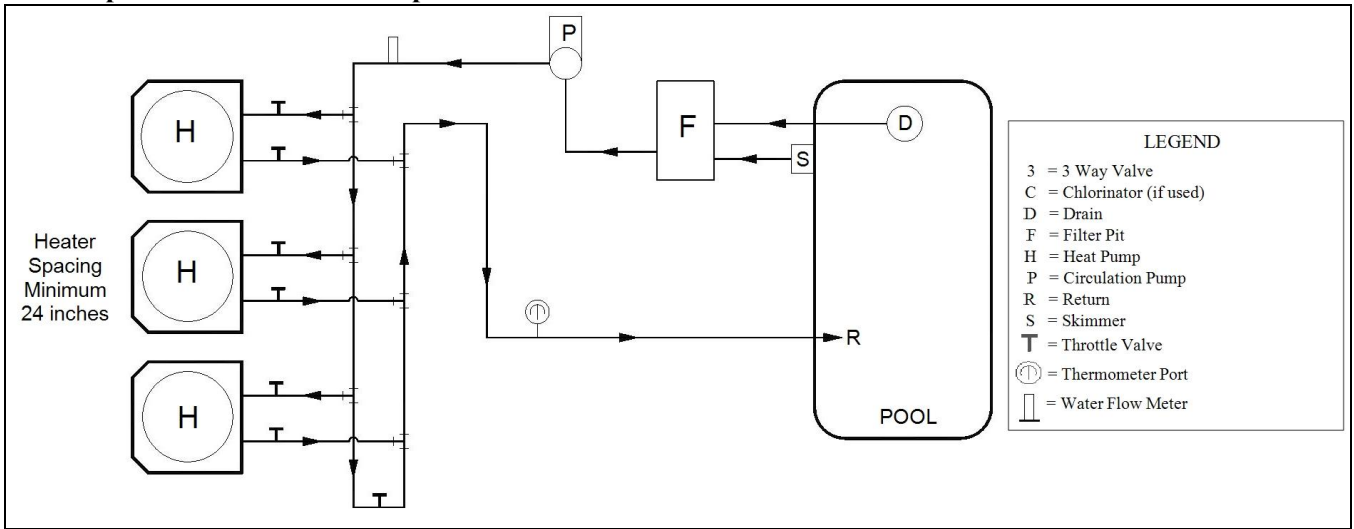 P
H
T
T
F
D
S
Heater
Spacing
Minimum
24 inches
H
T
T
R
H
T
T
T
POOL
LEGEND
3 = 3 Way Valve
C = Chlorinator (if used)
D = Drain
F = Filter Pit
H = Heat Pump
P = Circulation Pump
R = Return
S = Skimmer
T = Throttle Valve
= Thermometer Port
= Water Flow Meter